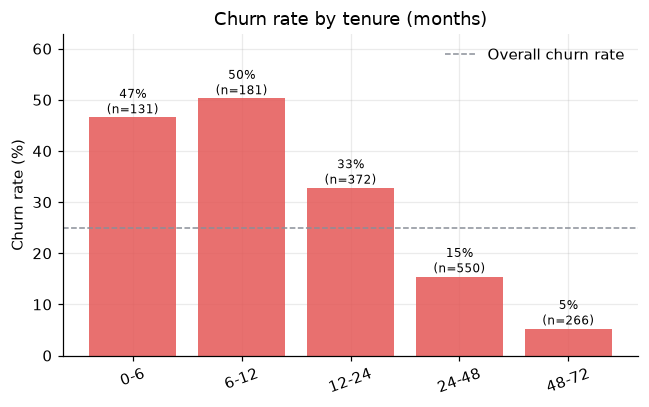 Churn rate by tenure (months)
Overall churn rate
Churn rate (%)
60
50
40
30
20
10
0
47%
(n=131)
50%
(n=181)
33%
(n=372)
15%
(n=550)
5%
(n=266)
0-6
6-12
12-24
24-48
48-72